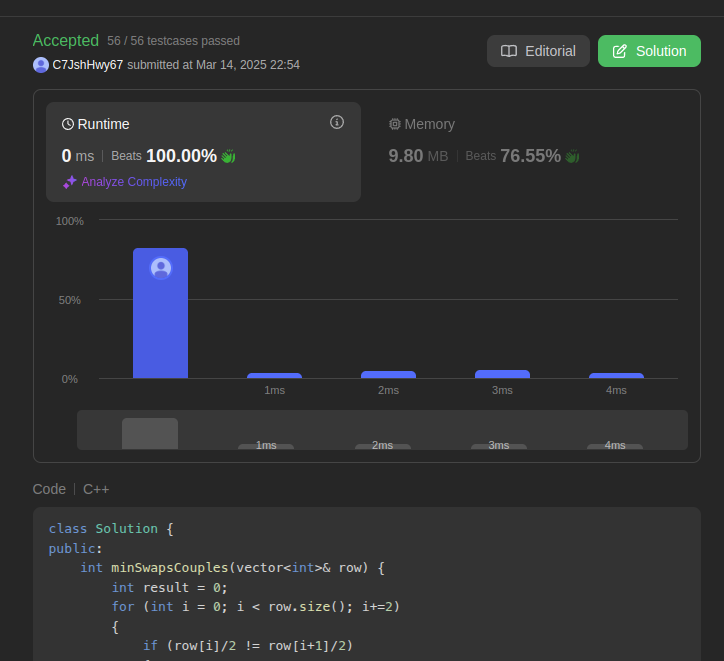 Accepted 56 / 56 testcases passed
Editorial
Solution
C7JshHwy67 submitted at Mar 14, 2025 22:54
Runtime
0 ms | Beats 100.00%
Analyze Complexity
Memory
9.80 MB | Beats 76.55%
100%
50%
0%
1ms 2ms 3ms 4ms
1ms 2ms 3ms 4ms
Code | C++
class Solution {
public:
    int minSwapsCouples(vector<int>& row) {
        int result = 0;
        for (int i = 0; i < row.size(); i+=2)
        {
            if (row[i]/2 != row[i+1]/2)